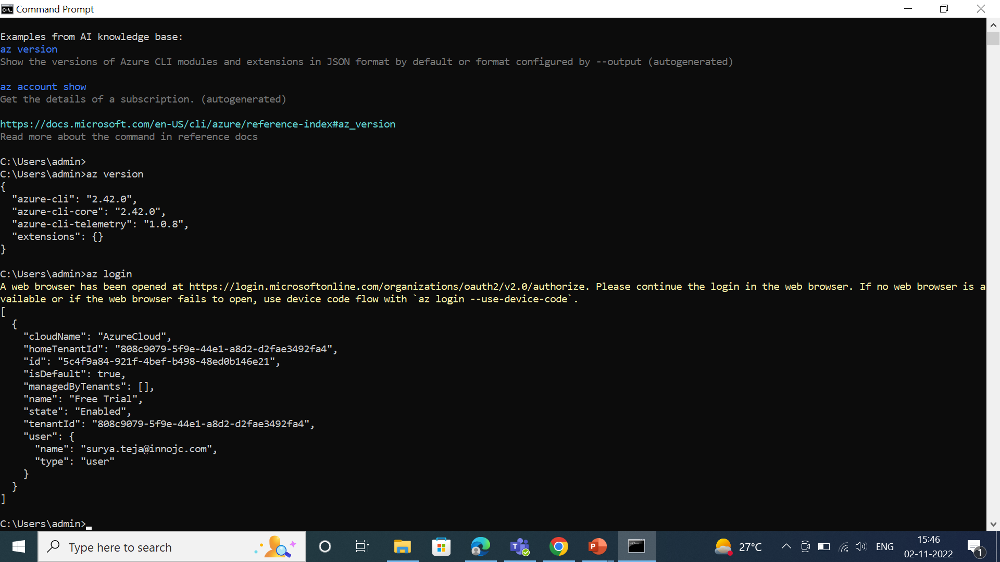 Command Prompt
Examples from AI knowledge base:
az version
Show the versions of Azure CLI modules and extensions in JSON format by default or format configured by --output (autogenerated)
az account show
Get the details of a subscription. (autogenerated)
https://docs.microsoft.com/en-US/cli/azure/reference-index#az_version
Read more about the command in reference docs
C:\Users\admin>
C:\Users\admin>az version
{
  "azure-cli": "2.42.0",
  "azure-cli-core": "2.42.0",
  "azure-cli-telemetry": "1.0.8",
  "extensions": {}
}
C:\Users\admin>az login
A web browser has been opened at https://login.microsoftonline.com/organizations/oauth2/v2.0/authorize. Please continue the login in the web browser. If no web browser is a
vailable or if the web browser fails to open, use device code flow with `az login --use-device-code`.
[
  {
    "cloudName": "AzureCloud",
    "homeTenantId": "808c9079-5f9e-44e1-a8d2-d2fae3492fa4",
    "id": "5c4f9a84-921f-4bef-b498-48ed0b146e21",
    "isDefault": true,
    "managedByTenants": [],
    "name": "Free Trial",
    "state": "Enabled",
    "tenantId": "808c9079-5f9e-44e1-a8d2-d2fae3492fa4",
    "user": {
      "name": "surya.teja@innojc.com",
      "type": "user"
    }
  }
]
C:\Users\admin>
Type here to search
27°C
ENG
15:46
02-11-2022
1